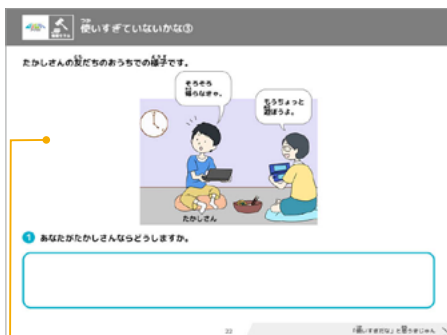 使いすぎていないかな③
つか
たかしさんの友だちのおうちでの様子です。
そろそろ
帰らなきゃ。
もうちょっと
遊ぼうよ。
たかしさん
1 あなたがたかしさんならどうしますか。
22